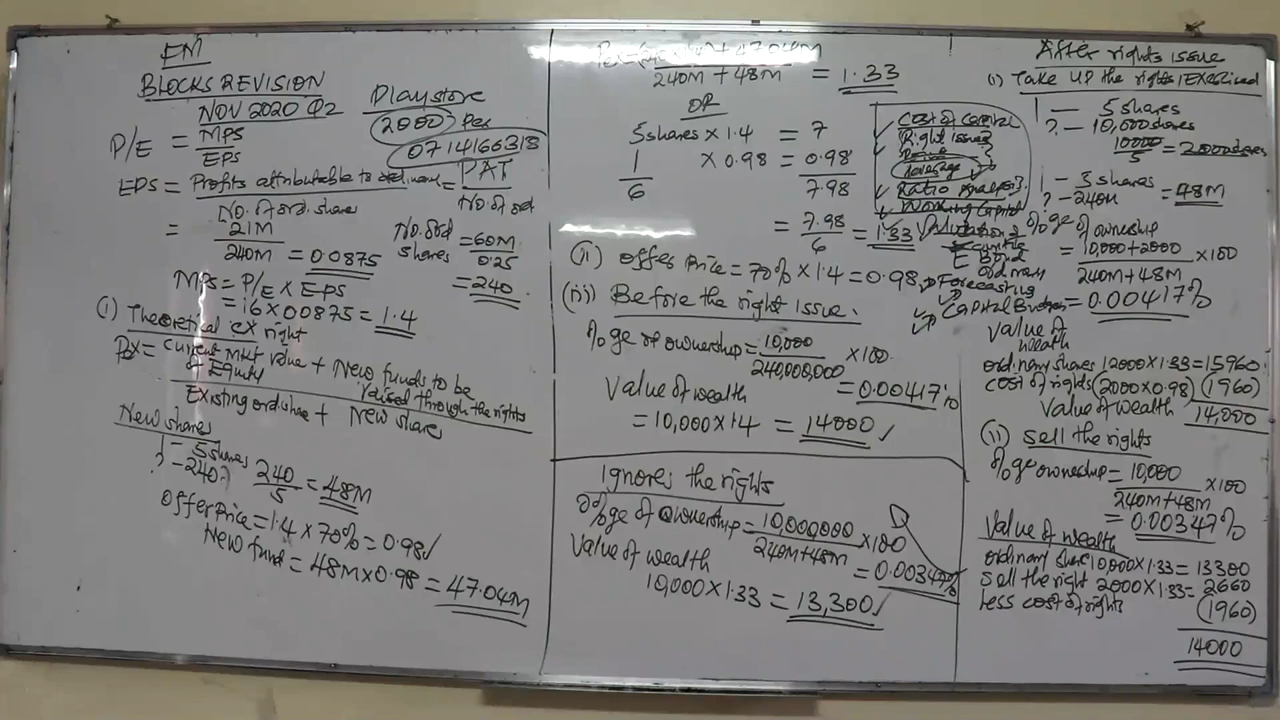 FM
BLOCKS REVISION
NOV 2020 Q2
Playstore
2000 Per
0714166313
P/E = MPS
EPS
EPS = Profits attributable to ordinary = PAT
No. of ord. share
No. of ord
= 21M
240M = 0.0875
No. of ord = 60M
shares 0.25
= 240
MPS = P/E X EPS
= 16 X 0.0875 = 1.4
(i) Theoretical ex right
Pex = Current mkt value + New funds to be
of Equity raised through the rights
Existing ord share + New share
New shares
1 – 5 shares
? – 240
240 = 48M
5
Offer Price = 1.4 X 70% = 0.98 ✓
New fund = 48M X 0.98 = 47.04M
+ 47.04M
240M + 48M = 1.33
OR
5 shares X 1.4 = 7
1 X 0.98 = 0.98
6 7.98
= 7.98 = 1.33
6
✓ Cost of Capital
Right issue
Leverage
✓ Ratio Analysis
✓ Working Capital
Valuation
E Bond
ordinary
Forecasting
Capital
(ii) Offer Price = 70% X 1.4 = 0.98
(iii) Before the right issue.
%ge of ownership = 10,000 X 100
240,000,000
= 0.00417%
Value of wealth
= 10,000 X 1.4 = 14000 ✓
Ignores the rights
%ge of ownership = 10,000,000 X 100
240M + 48M
= 0.00347%
Value of wealth
10,000 X 1.33 = 13,300 ✓
After rights issue
(i) Take up the rights/Exercised
1 – 5 shares
? – 10,000 shares
10000 = 2000 shares
5
1 – 5 shares
? – 240M = 48M
%ge of ownership
= 10,000 + 2000 X 100
240M + 48M
= 0.00417%
Value of
wealth
ordinary shares 12000 X 1.33 = 15960
Cost of rights (2000 X 0.98) (1960)
Value of wealth 14,000
(ii) Sell the rights
%ge ownership = 10,000 X 100
240M + 48M
= 0.00347%
Value of wealth
ordinary share 10,000 X 1.33 = 13300
Sell the right 2000 X 1.33 = 2660
less cost of rights (1960)
14000